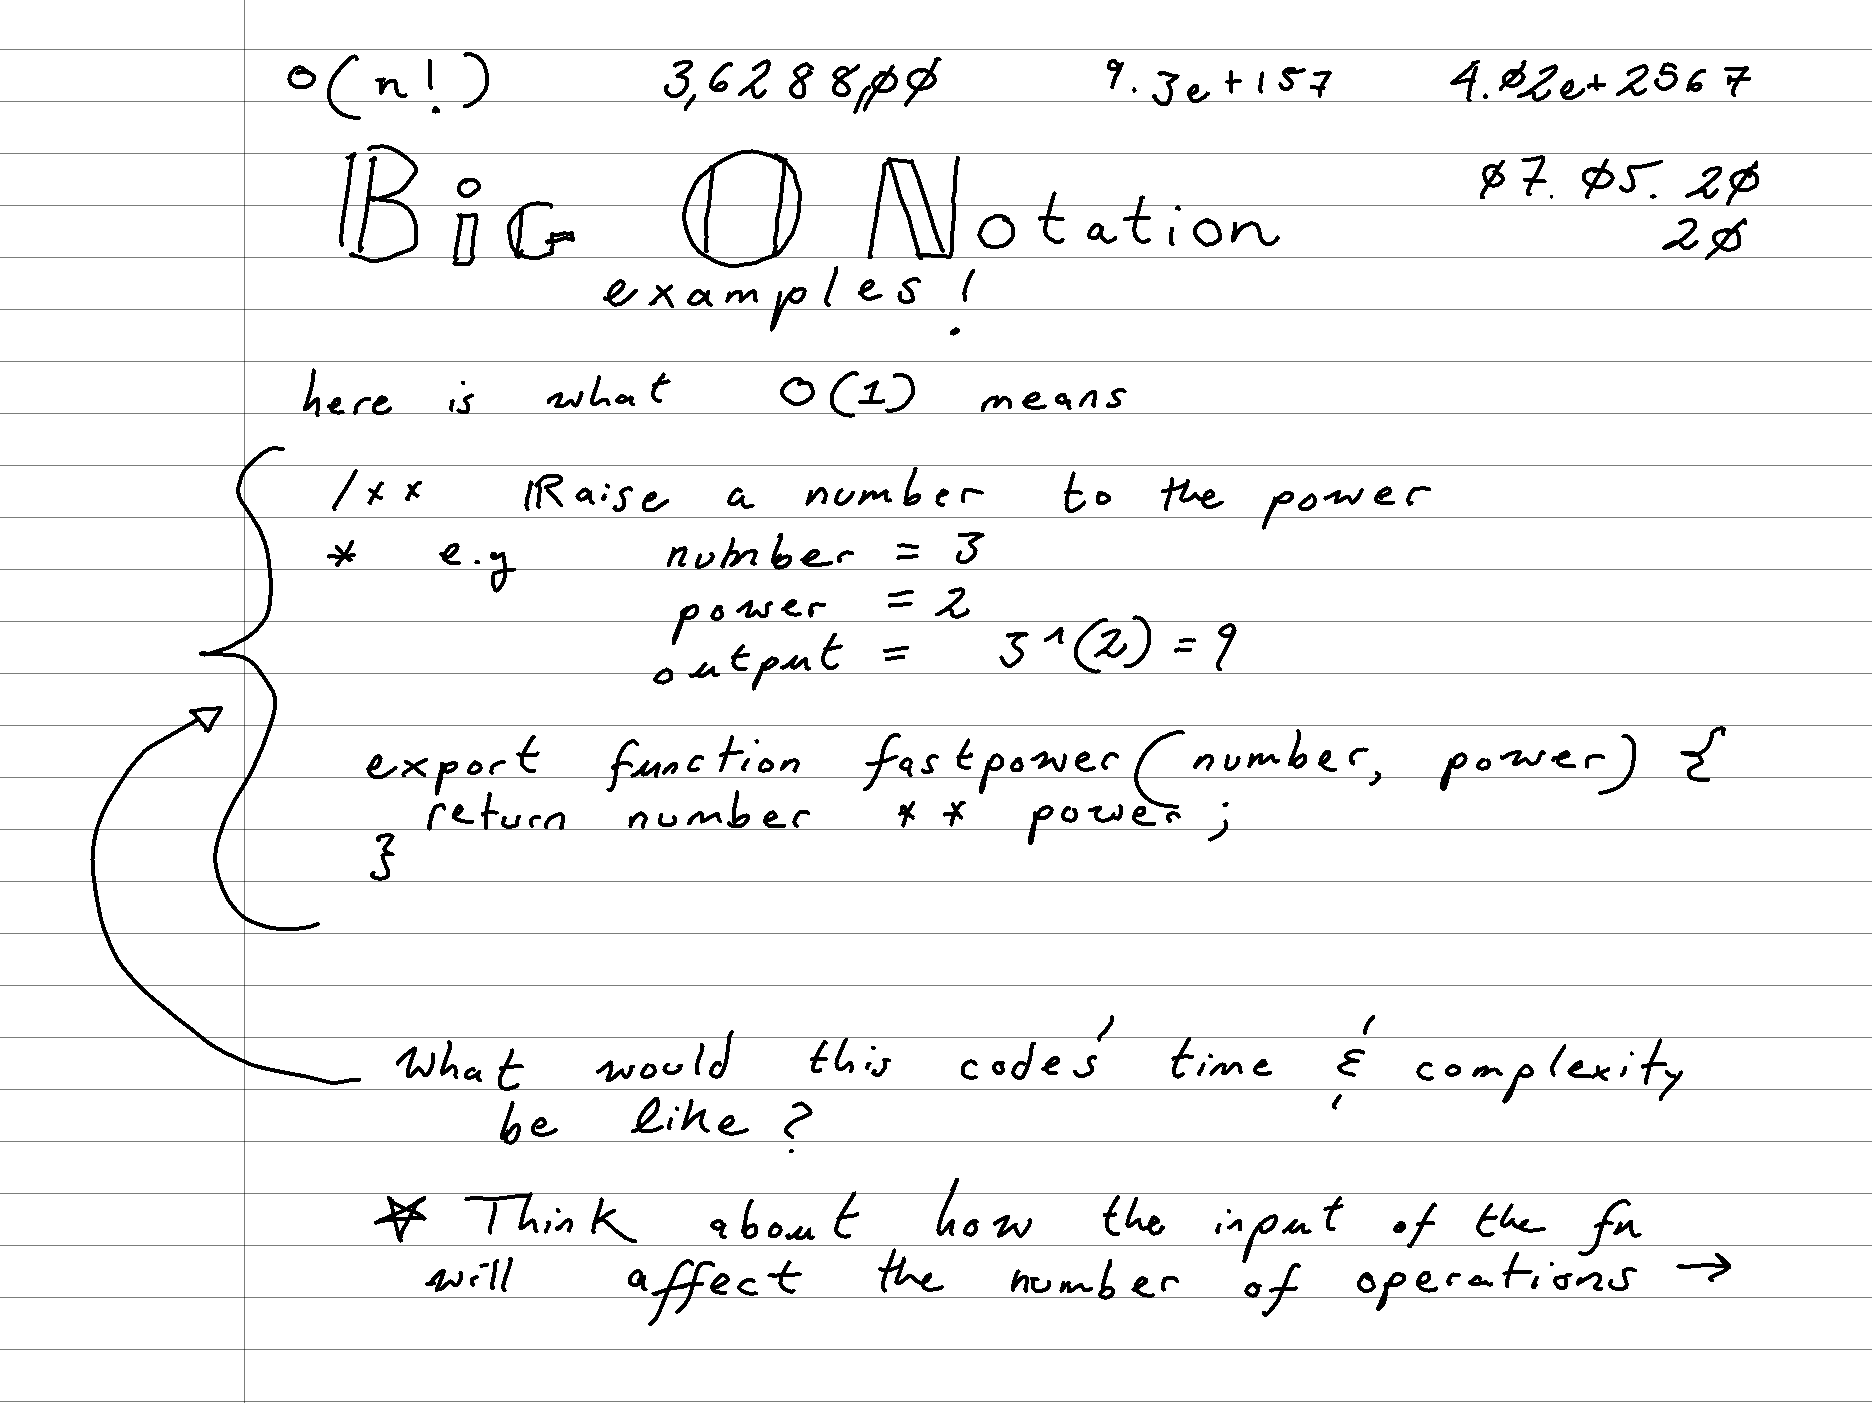 O(n!) 3,6288,00 9.3e+157 4.02e+2567
Big O Notation 07.05.20
20
examples!
here is what O(1) means
/** Raise a number to the power
* e.g number = 3
power = 2
output = 3^(2) = 9
export function fastpower(number, power) {
return number ** power;
}
What would this codes' time & complexity
be like?
☆ Think about how the input of the fn
will affect the number of operations →